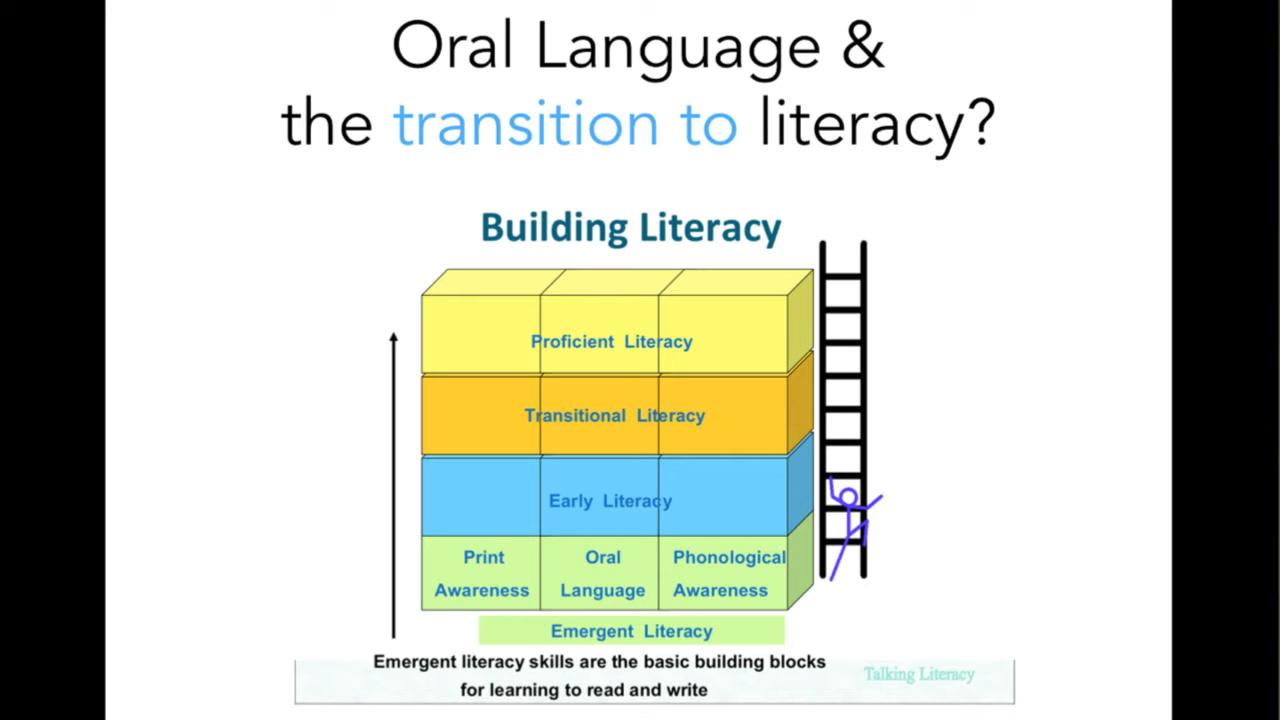 Oral Language &
the transition to literacy?
Building Literacy
Proficient Literacy
Transitional Literacy
Early Literacy
Print Awareness
Oral Language
Phonological Awareness
Emergent Literacy
Emergent literacy skills are the basic building blocks
for learning to read and write
Talking Literacy